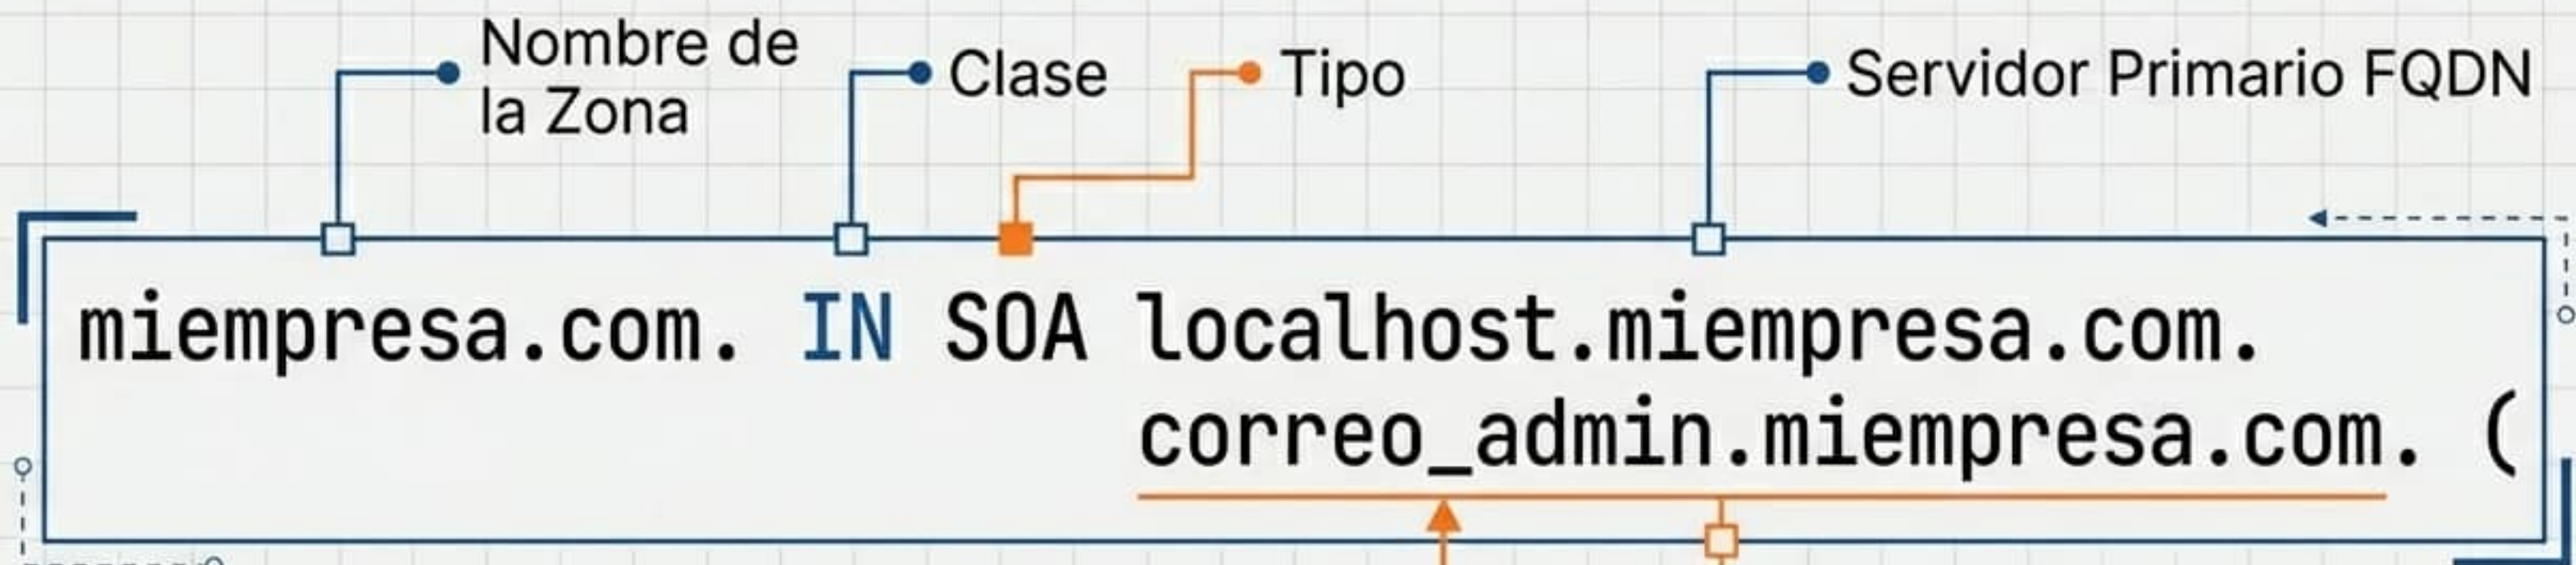 Nombre de
la Zona
Clase
Tipo
Servidor Primario FQDN
miempresa.com. IN SOA localhost.miempresa.com.
correo_admin.miempresa.com. (